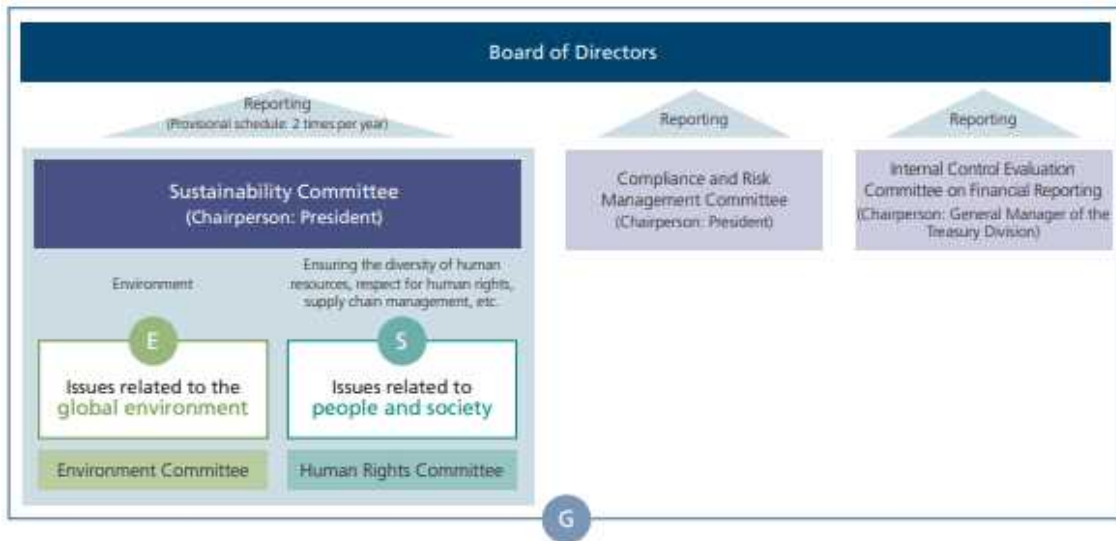 Board of Directors
Reporting
(Provisional schedule: 2 times per year)
Reporting
Reporting
Sustainability Committee
(Chairperson: President)
Compliance and Risk
Management Committee
(Chairperson: President)
Internal Control Evaluation
Committee on Financial Reporting
(Chairperson: General Manager of the
Treasury Division)
Environment
Ensuring the diversity of human
resources, respect for human rights,
supply chain management, etc.
E
Issues related to the
global environment
Environment Committee
S
Issues related to
people and society
Human Rights Committee
G